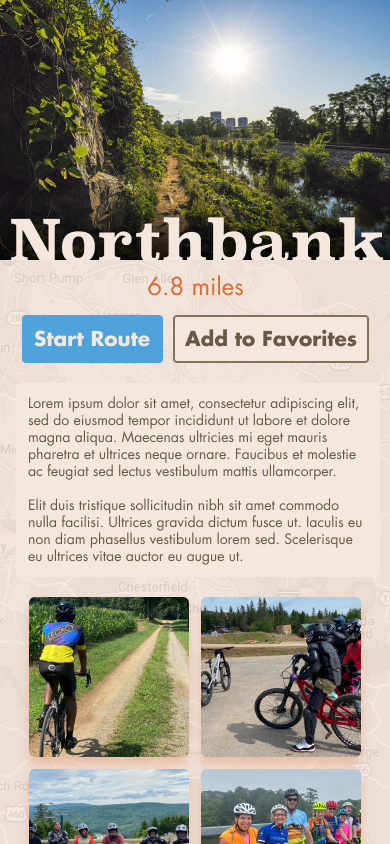 Northbank
Short Pump
Glen Alle
6.8 miles
Start Route
Add to Favorites
Lorem ipsum dolor sit amet, consectetur adipiscing elit,
sed do eiusmod tempor incididunt ut labore et dolore
magna aliqua. Maecenas ultricies mi eget mauris
pharetra et ultrices neque ornare. Faucibus et molestie
ac feugiat sed lectus vestibulum mattis ullamcorper.
Elit duis tristique sollicitudin nibh sit amet commodo
nulla facilisi. Ultrices gravida dictum fusce ut. Iaculis eu
non diam phasellus vestibulum lorem sed. Scelerisque
eu ultrices vitae auctor eu augue ut.
Chesterfield
LEGACY
460